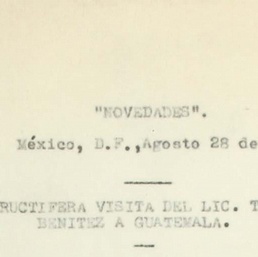 "NOVEDADES".
México, D.F.,Agosto 28 de
RUCTIFERA VISITA DEL LIC. T
BENITEZ A GUATEMALA.